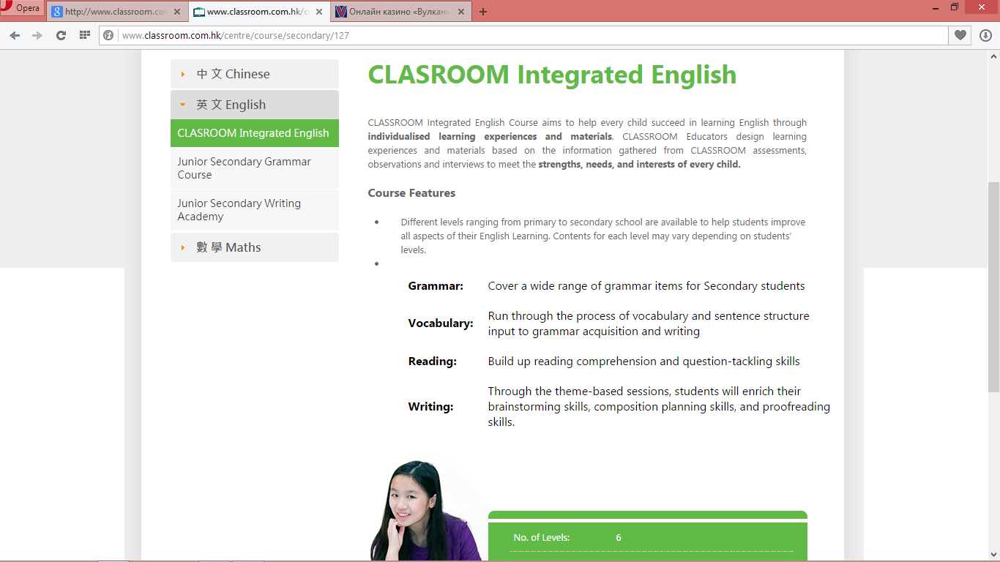 Opera
http://www.classroom.co
www.classroom.com.hk/c
Онлайн казино «Вулкан»
www.classroom.com.hk/centre/course/secondary/127
中 文 Chinese
英 文 English
CLASROOM Integrated English
Junior Secondary Grammar
Course
Junior Secondary Writing
Academy
數 學 Maths
CLASROOM Integrated English
CLASSROOM Integrated English Course aims to help every child succeed in learning English through
individualised learning experiences and materials. CLASSROOM Educators design learning
experiences and materials based on the information gathered from CLASSROOM assessments,
observations and interviews to meet the strengths, needs, and interests of every child.
Course Features
Different levels ranging from primary to secondary school are available to help students improve
all aspects of their English Learning. Contents for each level may vary depending on students’
levels.
Grammar: Cover a wide range of grammar items for Secondary students
Vocabulary: Run through the process of vocabulary and sentence structure
input to grammar acquisition and writing
Reading: Build up reading comprehension and question-tackling skills
Writing: Through the theme-based sessions, students will enrich their
brainstorming skills, composition planning skills, and proofreading
skills.
No. of Levels: 6